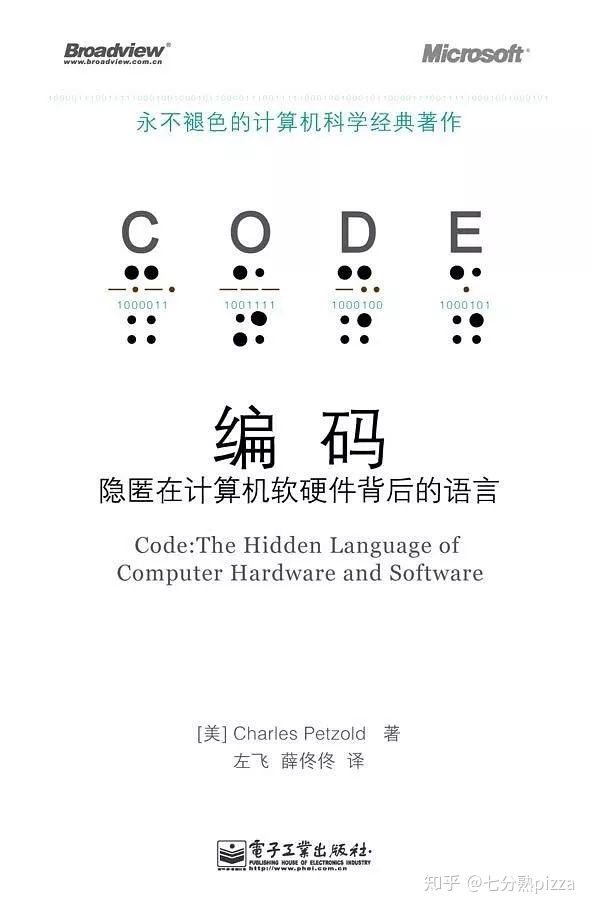 Broadview®
www.broadview.com.cn
Microsoft®
永不褪色的计算机科学经典著作
C O D E
1000011 1001111 1000100 1000101
编 码
隐匿在计算机软硬件背后的语言
Code:The Hidden Language of
Computer Hardware and Software
[美] Charles Petzold 著
左飞 薛佟佟 译
電子工業出版社·
PUBLISHING HOUSE OF ELECTRONICS INDUSTRY
http://www.phei.com.cn
知乎 @七分熟pizza